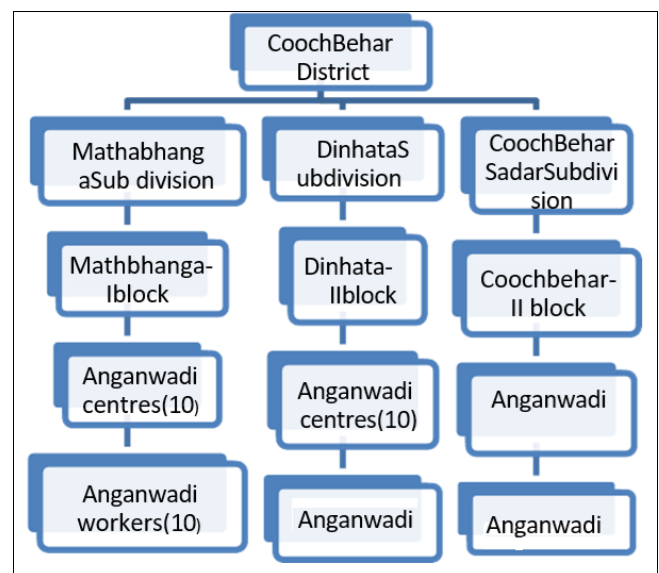 CoochBehar
District
Mathabhang
aSub division
DinhataS
ubdivision
CoochBehar
SadarSubdivi
sion
Mathbhanga-
Iblock
Dinhata-
IIblock
Coochbehar-
II block
Anganwadi
centres(10)
Anganwadi
centres(10)
Anganwadi
Anganwadi
workers(10)
Anganwadi
Anganwadi